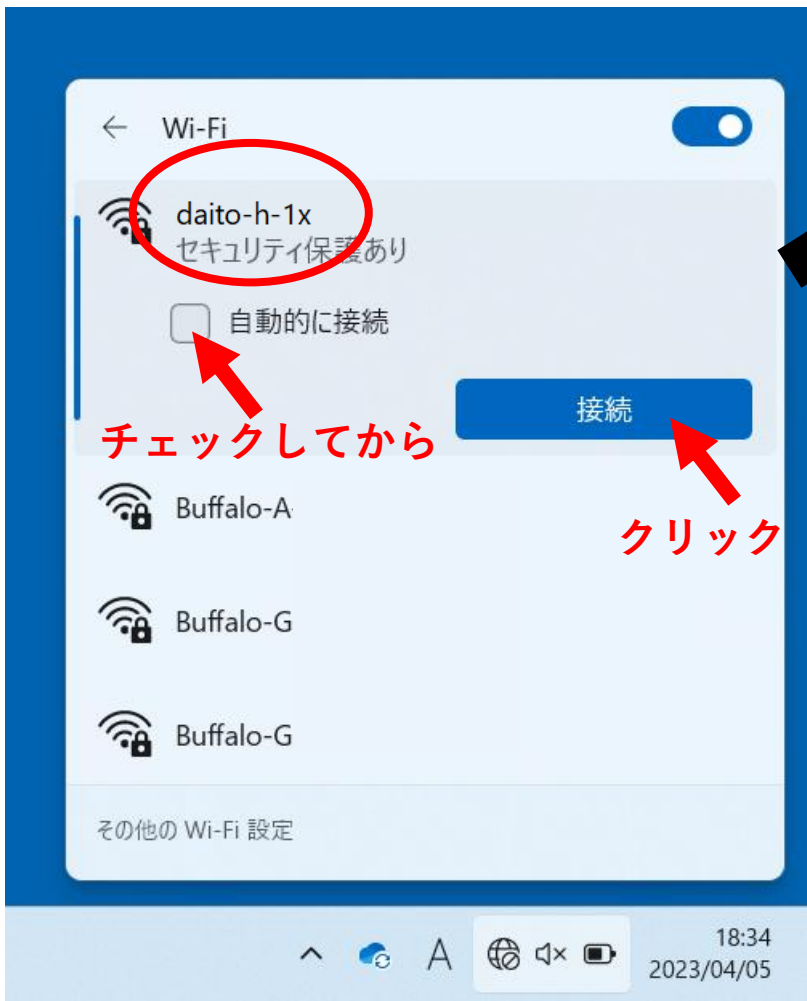 Wi-Fi
daito-h-1x
セキュリティ保護あり
自動的に接続
接続
チェックしてから
Buffalo-A
クリック
Buffalo-G
Buffalo-G
その他の Wi-Fi 設定
A
18:34
2023/04/05